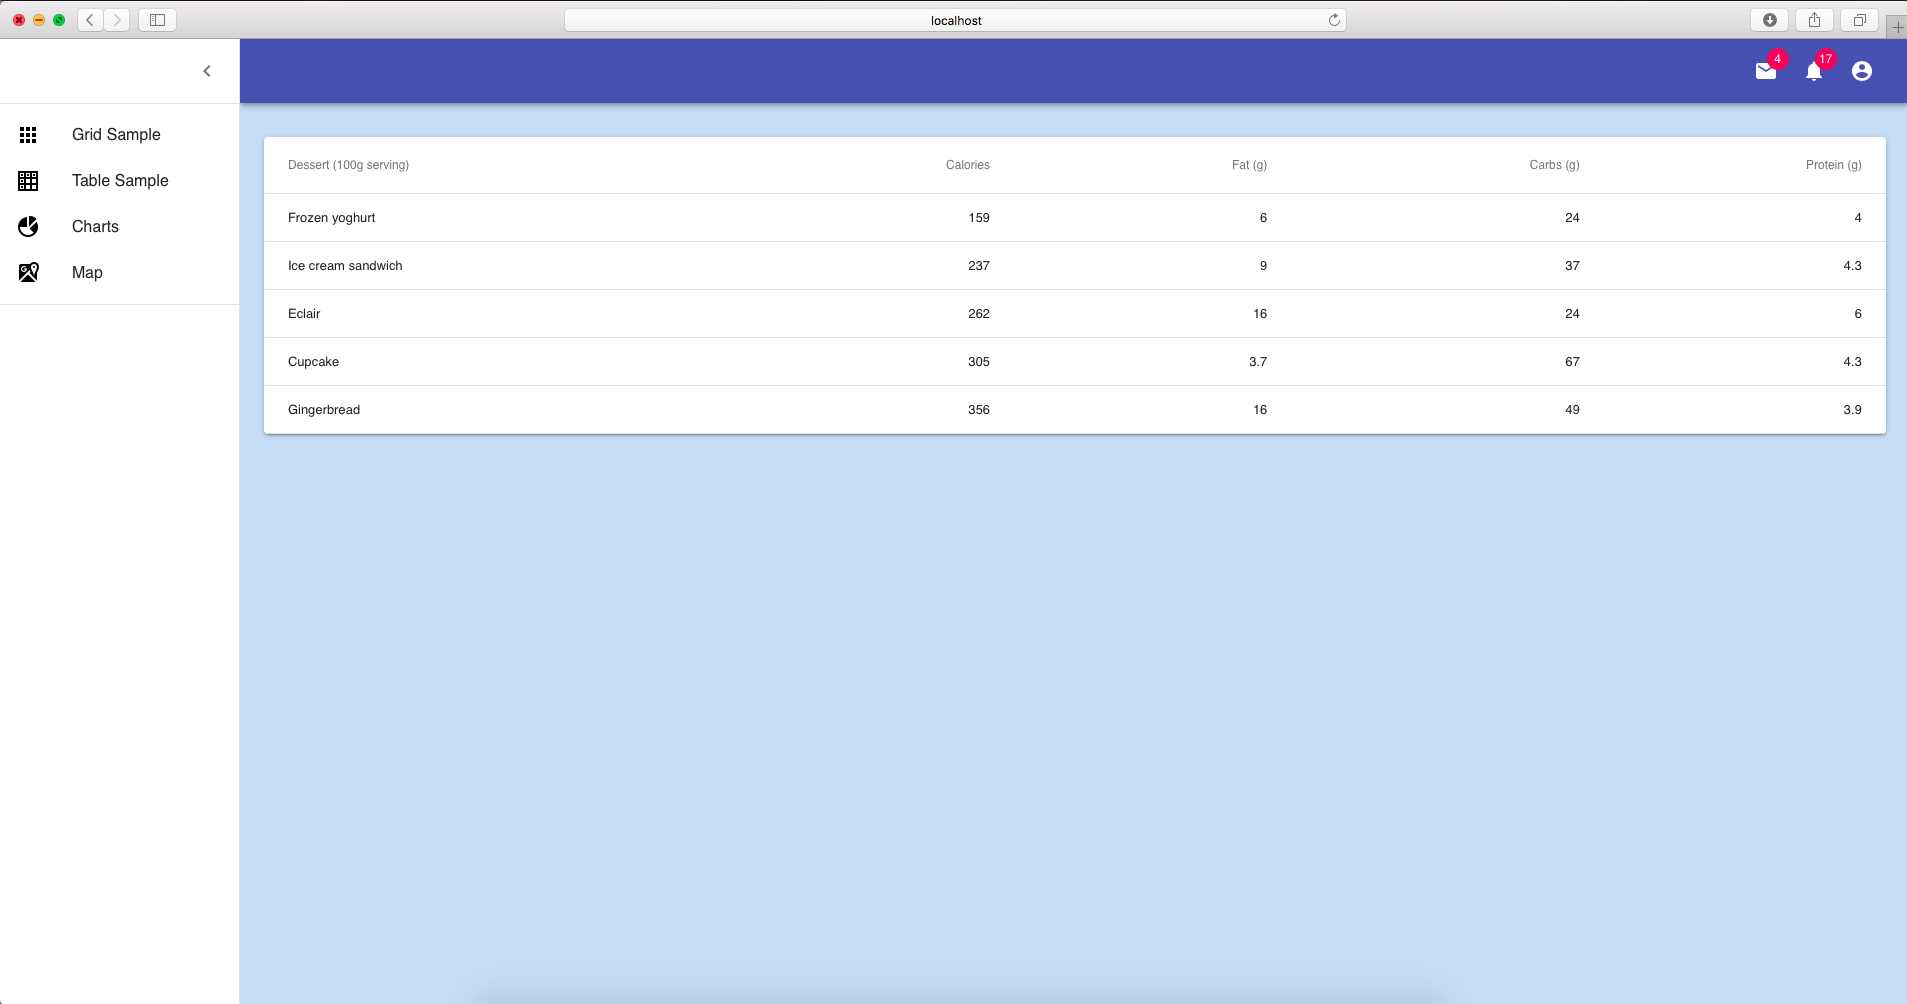 localhost
4
17
Grid Sample
Table Sample
Charts
Map
Dessert (100g serving) Calories Fat (g) Carbs (g) Protein (g)
Frozen yoghurt 159 6 24 4
Ice cream sandwich 237 9 37 4.3
Eclair 262 16 24 6
Cupcake 305 3.7 67 4.3
Gingerbread 356 16 49 3.9